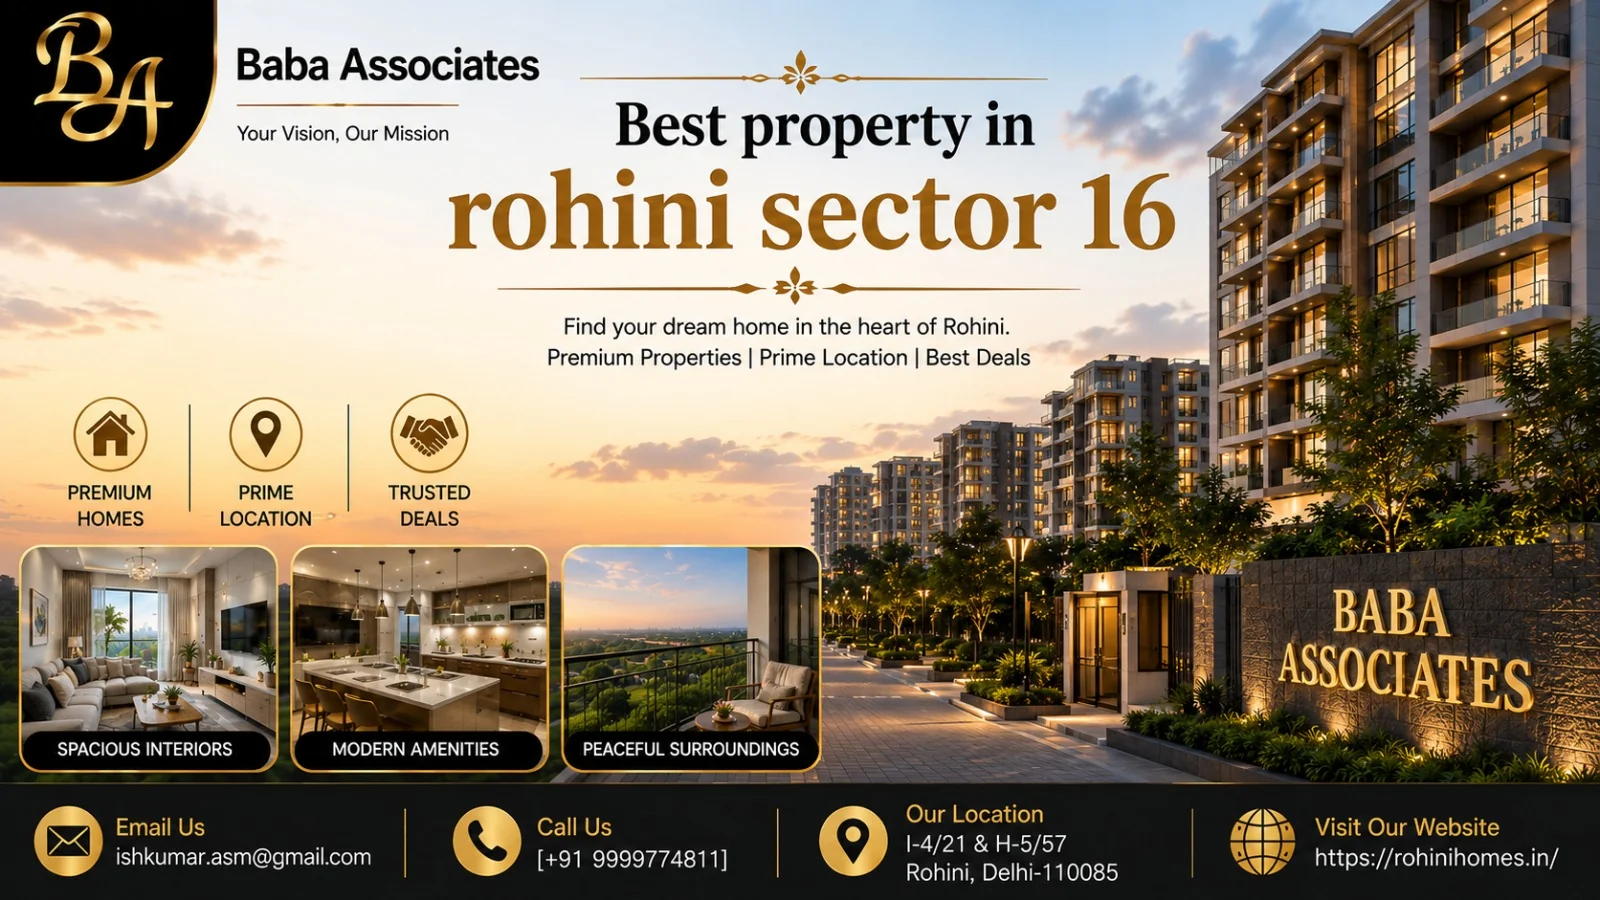 BA
Baba Associates
Your Vision, Our Mission
Best property in
rohini sector 16
Find your dream home in the heart of Rohini.
Premium Properties | Prime Location | Best Deals
PREMIUM
HOMES
PRIME
LOCATION
TRUSTED
DEALS
SPACIOUS INTERIORS
MODERN AMENITIES
PEACEFUL SURROUNDINGS
BABA
ASSOCIATES
Email Us
ishkumar.asm@gmail.com
Call Us
[+91 9999774811]
Our Location
I-4/21 & H-5/57
Rohini, Delhi-110085
Visit Our Website
https://rohinihomes.in/